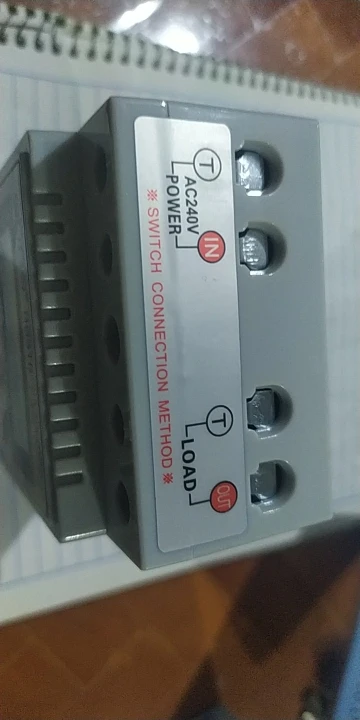 T IN T OUT
AC240V LOAD
POWER
※ SWITCH CONNECTION METHOD ※